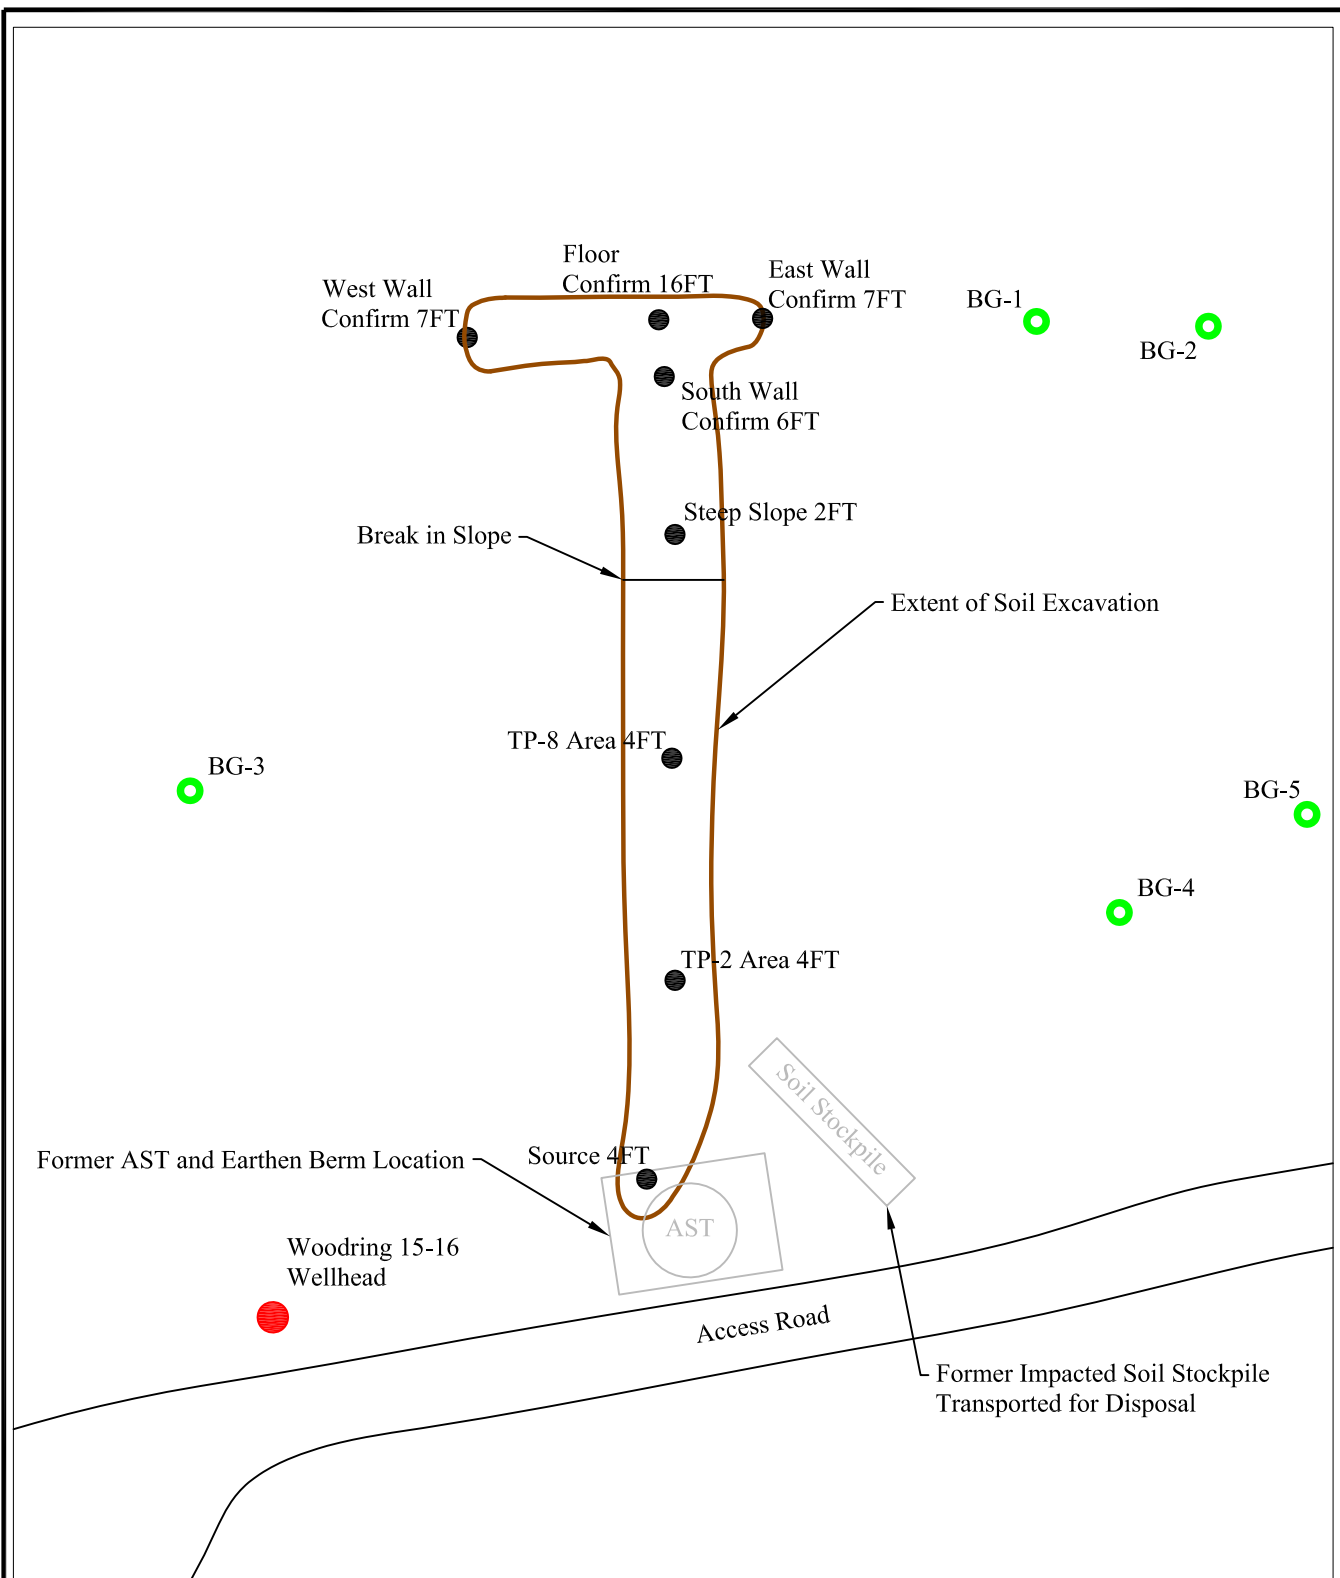 Floor
Confirm 16FT
East Wall
Confirm 7FT
West Wall
Confirm 7FT
BG-1
BG-2
South Wall
Confirm 6FT
Steep Slope 2FT
Break in Slope
Extent of Soil Excavation
TP-8 Area 4FT
BG-3
BG-5
BG-4
TP-2 Area 4FT
Soil Stockpile
Source 4FT
Former AST and Earthen Berm Location
AST
Woodring 15-16
Wellhead
Access Road
Former Impacted Soil Stockpile
Transported for Disposal